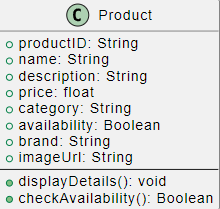 C Product
productID: String
name: String
description: String
price: float
category: String
availability: Boolean
brand: String
imageUrl: String
displayDetails(): void
checkAvailability(): Boolean